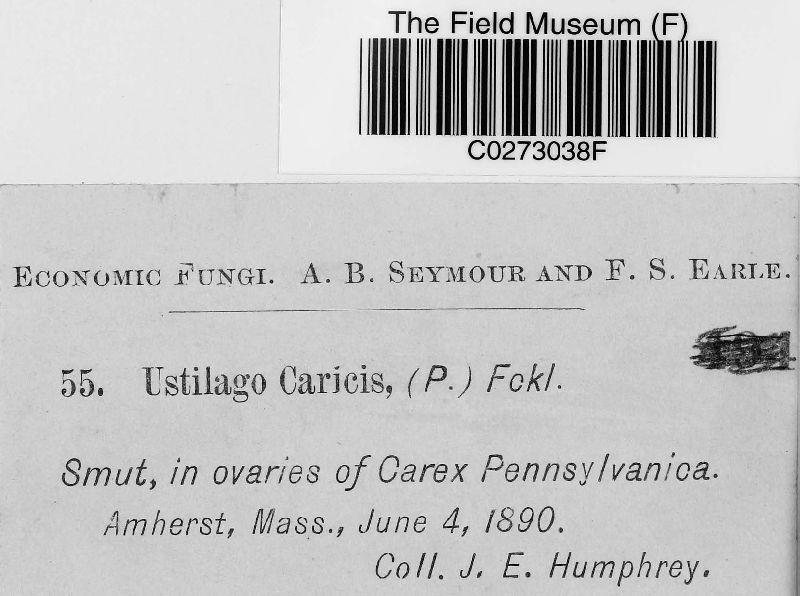 The Field Museum (F)
C0273038F
ECONOMIC FUNGI. A. B. SEYMOUR AND F. S. EARLE.
55. Ustilago Caricis, (P.) Fckl.
Smut, in ovaries of Carex Pennsylvanica.
Amherst, Mass., June 4, 1890.
Coll. J. E. Humphrey.